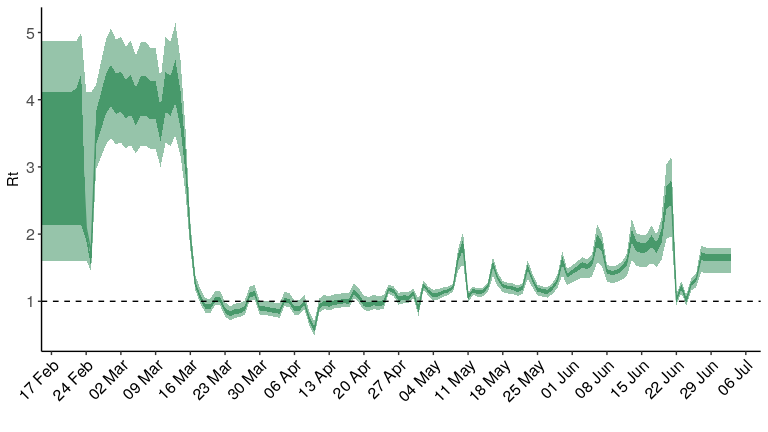 5
4
3
2
1
Rt
17 Feb
24 Feb
02 Mar
09 Mar
16 Mar
23 Mar
30 Mar
06 Apr
13 Apr
20 Apr
27 Apr
04 May
11 May
18 May
25 May
01 Jun
08 Jun
15 Jun
22 Jun
29 Jun
06 Jul